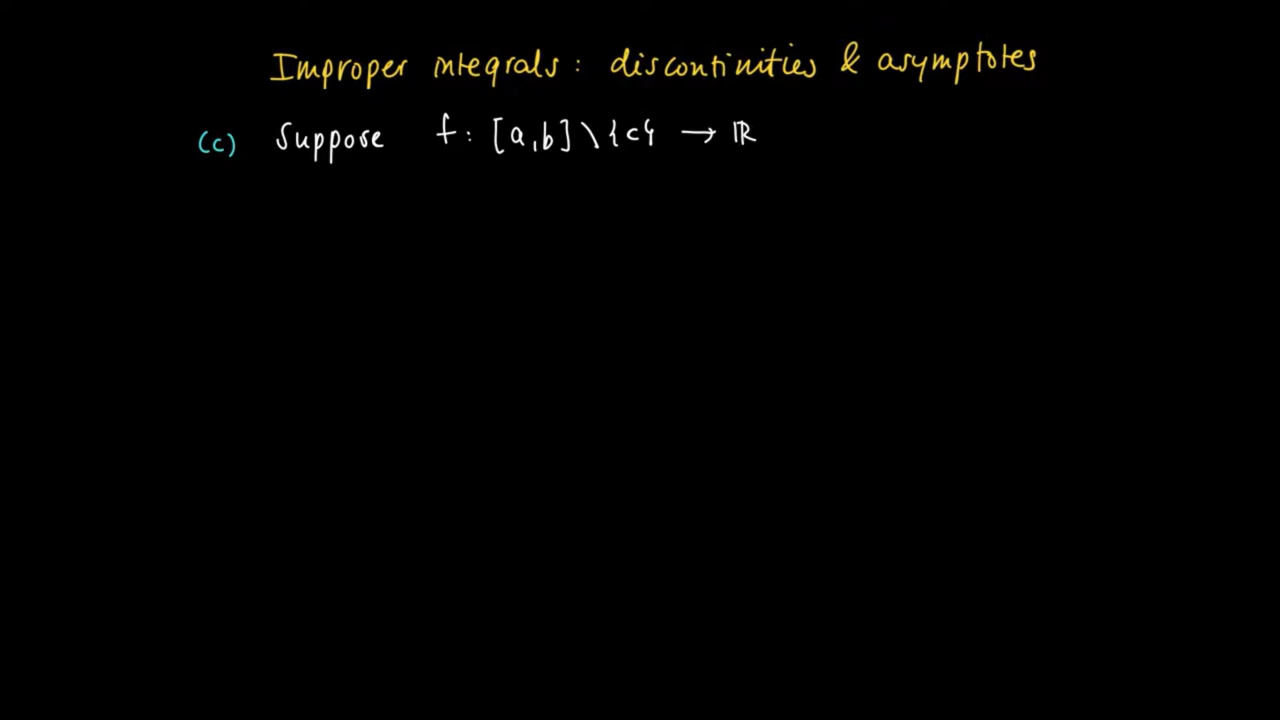 Improper integrals : discontinuities & asymptotes
(c) Suppose f : [a,b] \ {c} → ℝ